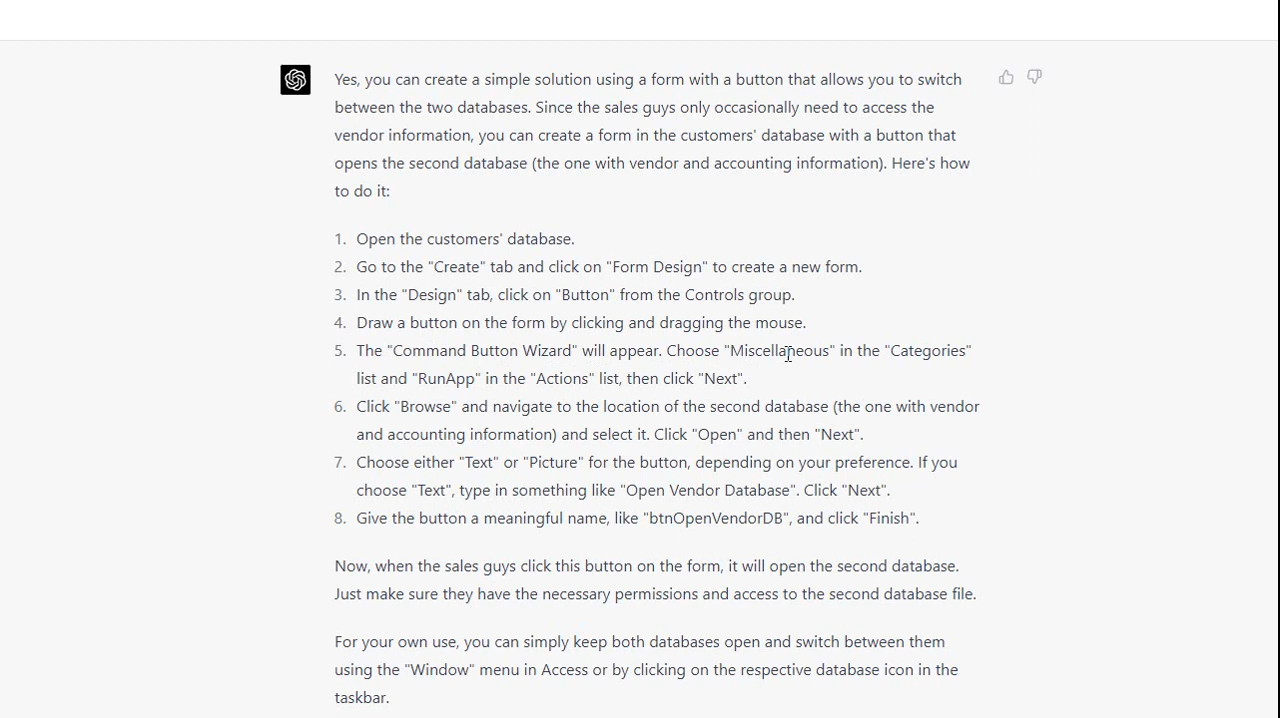 Yes, you can create a simple solution using a form with a button that allows you to switch
between the two databases. Since the sales guys only occasionally need to access the
vendor information, you can create a form in the customers' database with a button that
opens the second database (the one with vendor and accounting information). Here's how
to do it:
1. Open the customers' database.
2. Go to the "Create" tab and click on "Form Design" to create a new form.
3. In the "Design" tab, click on "Button" from the Controls group.
4. Draw a button on the form by clicking and dragging the mouse.
5. The "Command Button Wizard" will appear. Choose "Miscellaneous" in the "Categories"
list and "RunApp" in the "Actions" list, then click "Next".
6. Click "Browse" and navigate to the location of the second database (the one with vendor
and accounting information) and select it. Click "Open" and then "Next".
7. Choose either "Text" or "Picture" for the button, depending on your preference. If you
choose "Text", type in something like "Open Vendor Database". Click "Next".
8. Give the button a meaningful name, like "btnOpenVendorDB", and click "Finish".
Now, when the sales guys click this button on the form, it will open the second database.
Just make sure they have the necessary permissions and access to the second database file.
For your own use, you can simply keep both databases open and switch between them
using the "Window" menu in Access or by clicking on the respective database icon in the
taskbar.